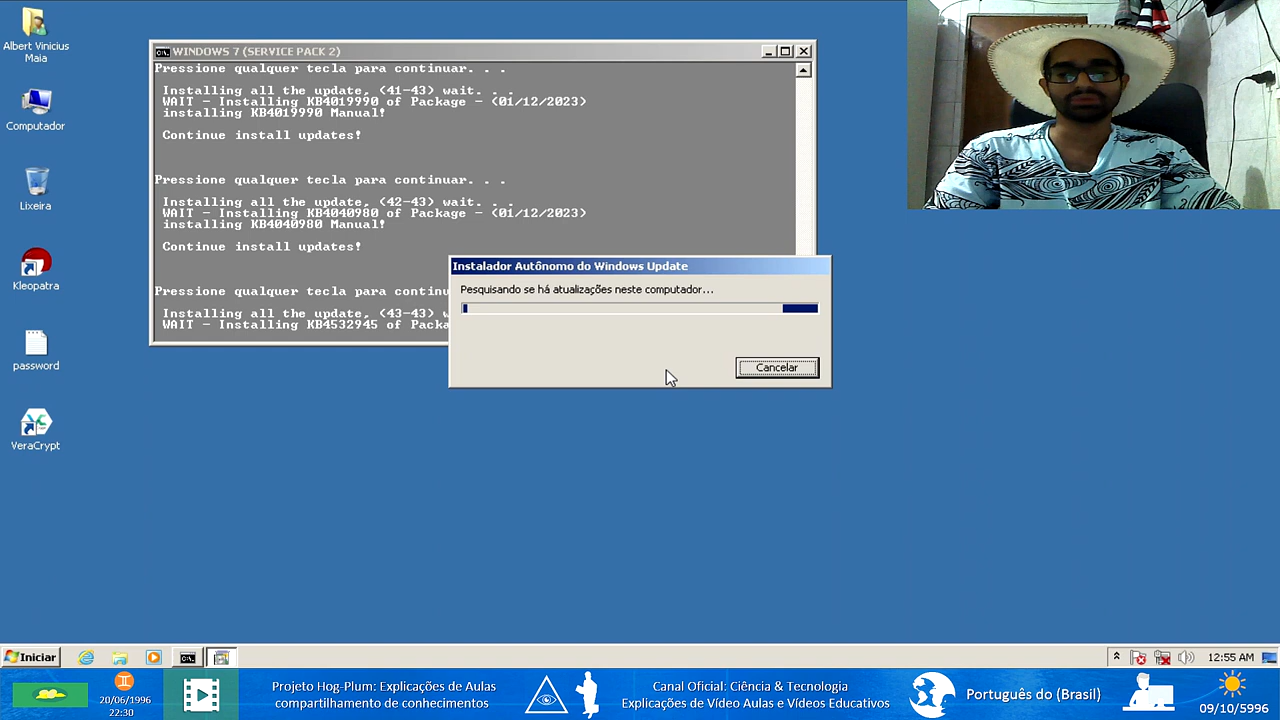 Albert Vinicius
Maia
Computador
Lixeira
Kleopatra
password
VeraCrypt
WINDOWS 7 (SERVICE PACK 2)
Pressione qualquer tecla para continuar. . .
Installing all the update, (41-43) wait. . .
WAIT - Installing KB4019990 of Package - (01/12/2023)
installing KB4019990 Manual!
Continue install updates!
Pressione qualquer tecla para continuar. . .
Installing all the update, (42-43) wait. . .
WAIT - Installing KB4040980 of Package - (01/12/2023)
installing KB4040980 Manual!
Continue install updates!
Pressione qualquer tecla para continu
Installing all the update, (43-43) w
WAIT - Installing KB4532945 of Packa
Instalador Autônomo do Windows Update
Pesquisando se há atualizações neste computador...
Cancelar
Iniciar
12:55 AM
20/06/1996
22:30
Projeto Hog-Plum: Explicações de Aulas
compartilhamento de conhecimentos
Canal Oficial: Ciência & Tecnologia
Explicações de Vídeo Aulas e Vídeos Educativos
Português do (Brasil)
09/10/5996